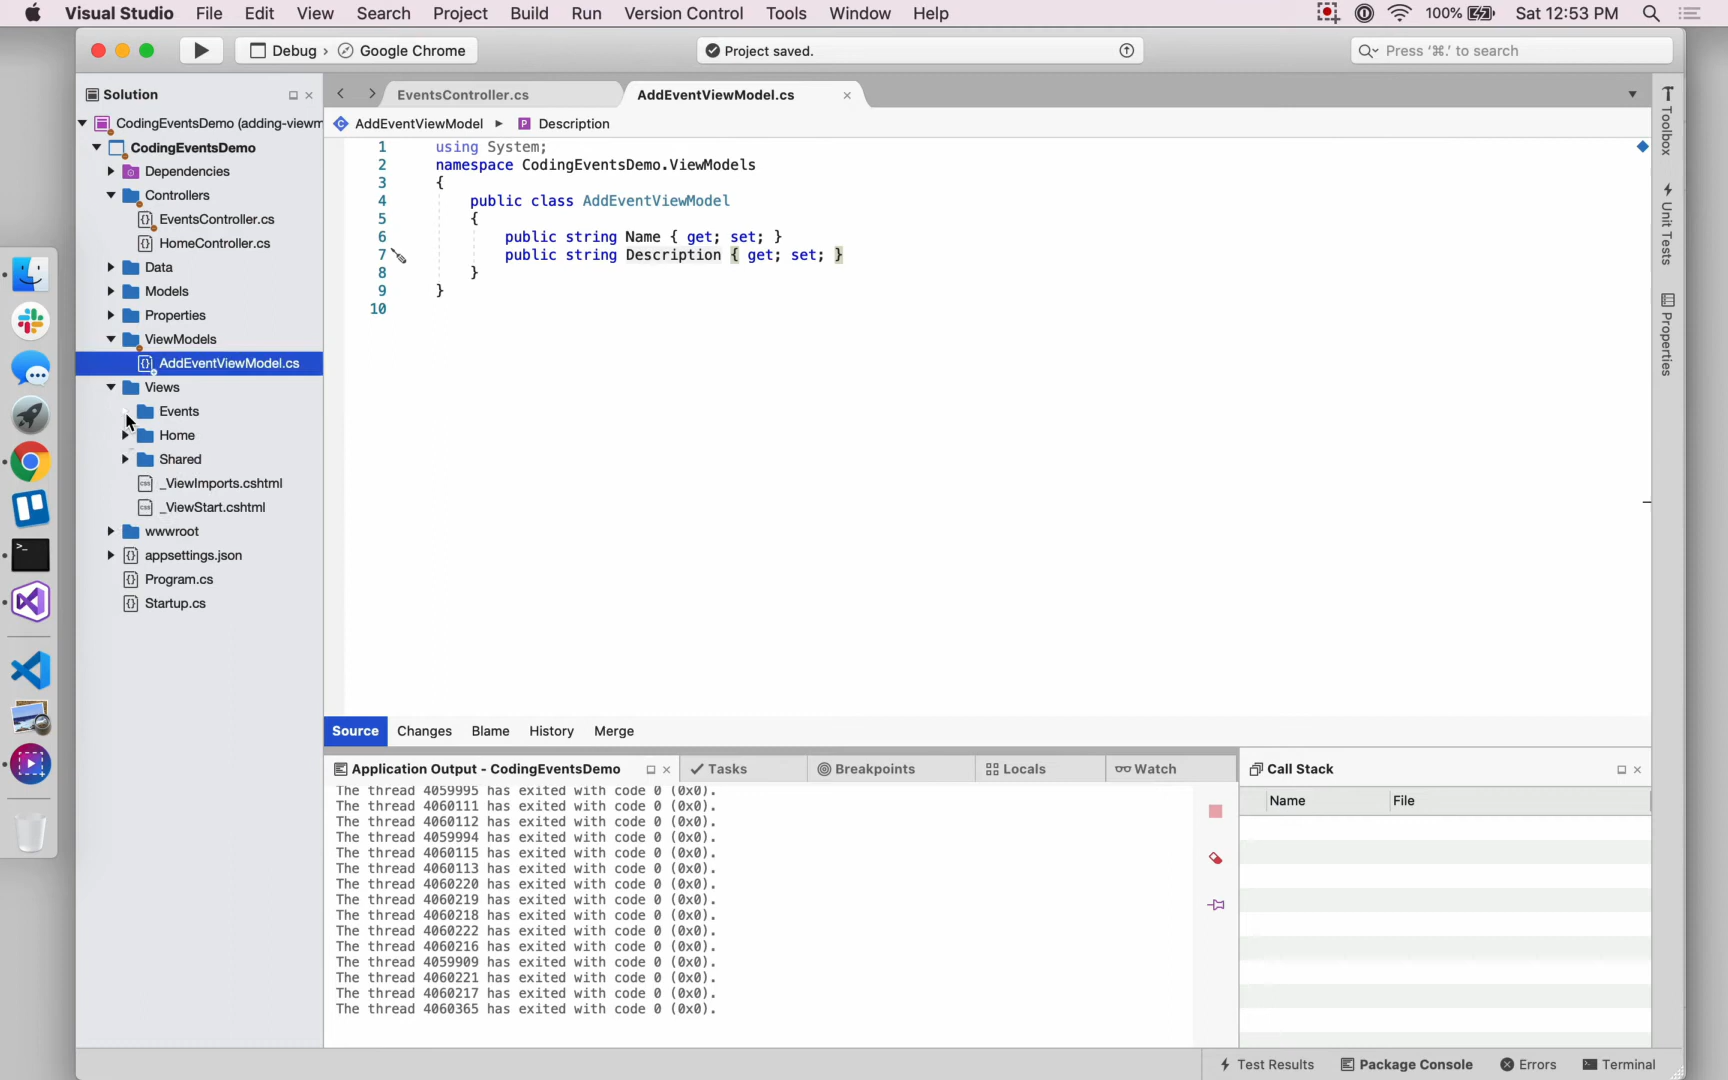 Visual Studio File Edit View Search Project Build Run Version Control Tools Window Help 100% Sat 12:53 PM
Debug › Google Chrome Project saved. Press '⌘.' to search
Solution EventsController.cs AddEventViewModel.cs
CodingEventsDemo (adding-viewm AddEventViewModel Description
CodingEventsDemo
Dependencies
Controllers
EventsController.cs
HomeController.cs
Data
Models
Properties
ViewModels
AddEventViewModel.cs
Views
Events
Home
Shared
_ViewImports.cshtml
_ViewStart.cshtml
wwwroot
appsettings.json
Program.cs
Startup.cs
1 using System;
2 namespace CodingEventsDemo.ViewModels
3 {
4 public class AddEventViewModel
5 {
6 public string Name { get; set; }
7 public string Description { get; set; }
8 }
9 }
10
Toolbox
Unit Tests
Properties
Source Changes Blame History Merge
Application Output - CodingEventsDemo Tasks Breakpoints Locals Watch
The thread 4059995 has exited with code 0 (0x0).
The thread 4060111 has exited with code 0 (0x0).
The thread 4060112 has exited with code 0 (0x0).
The thread 4059994 has exited with code 0 (0x0).
The thread 4060115 has exited with code 0 (0x0).
The thread 4060113 has exited with code 0 (0x0).
The thread 4060220 has exited with code 0 (0x0).
The thread 4060219 has exited with code 0 (0x0).
The thread 4060218 has exited with code 0 (0x0).
The thread 4060222 has exited with code 0 (0x0).
The thread 4060216 has exited with code 0 (0x0).
The thread 4059909 has exited with code 0 (0x0).
The thread 4060221 has exited with code 0 (0x0).
The thread 4060217 has exited with code 0 (0x0).
The thread 4060365 has exited with code 0 (0x0).
Call Stack
Name File
Test Results Package Console Errors Terminal